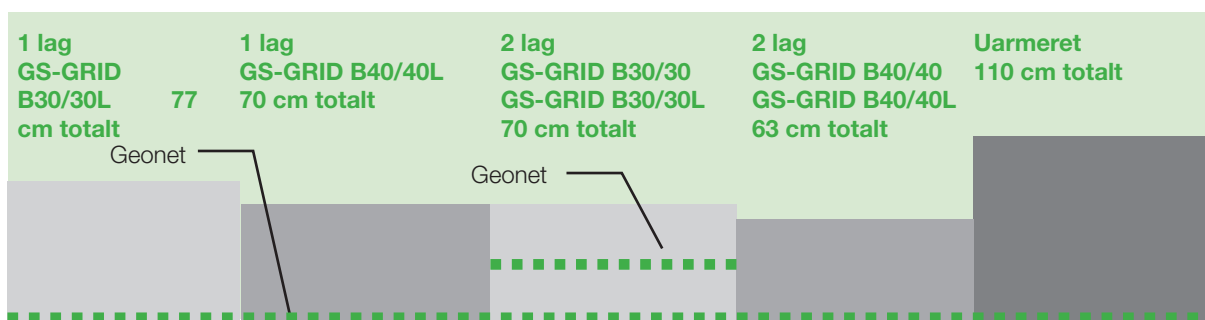 1 lag
GS-GRID
B30/30L 77
cm totalt
1 lag
GS-GRID B40/40L
70 cm totalt
2 lag
GS-GRID B30/30
GS-GRID B30/30L
70 cm totalt
2 lag
GS-GRID B40/40
GS-GRID B40/40L
63 cm totalt
Uarmeret
110 cm totalt
Geonet
Geonet